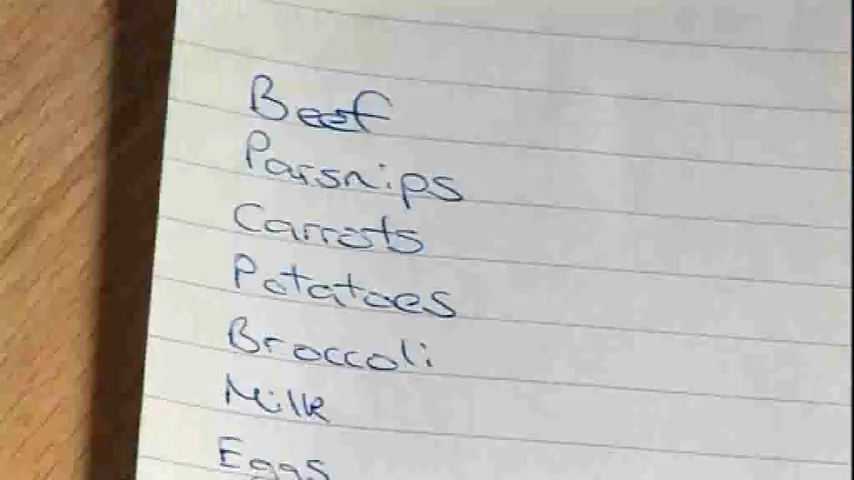 Beef
Parsnips
Carrots
Potatoes
Broccoli
Milk
Eggs